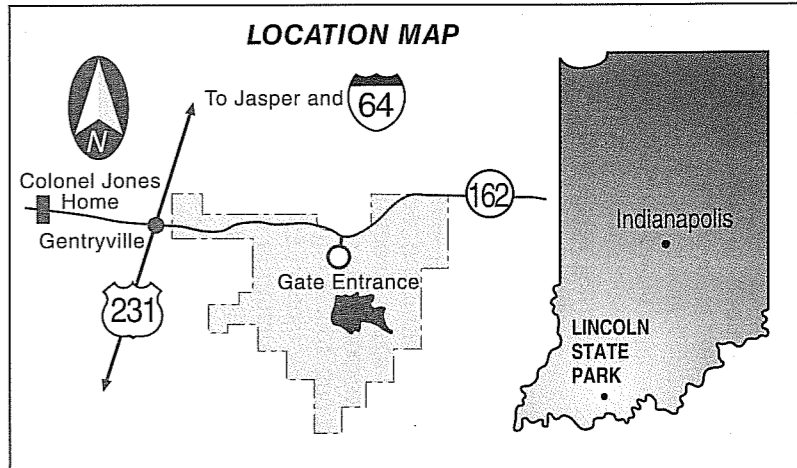 LOCATION MAP
To Jasper and
64
N
Colonel Jones
Home
162
Gentryville
Gate Entrance
231
Indianapolis
LINCOLN
STATE
PARK